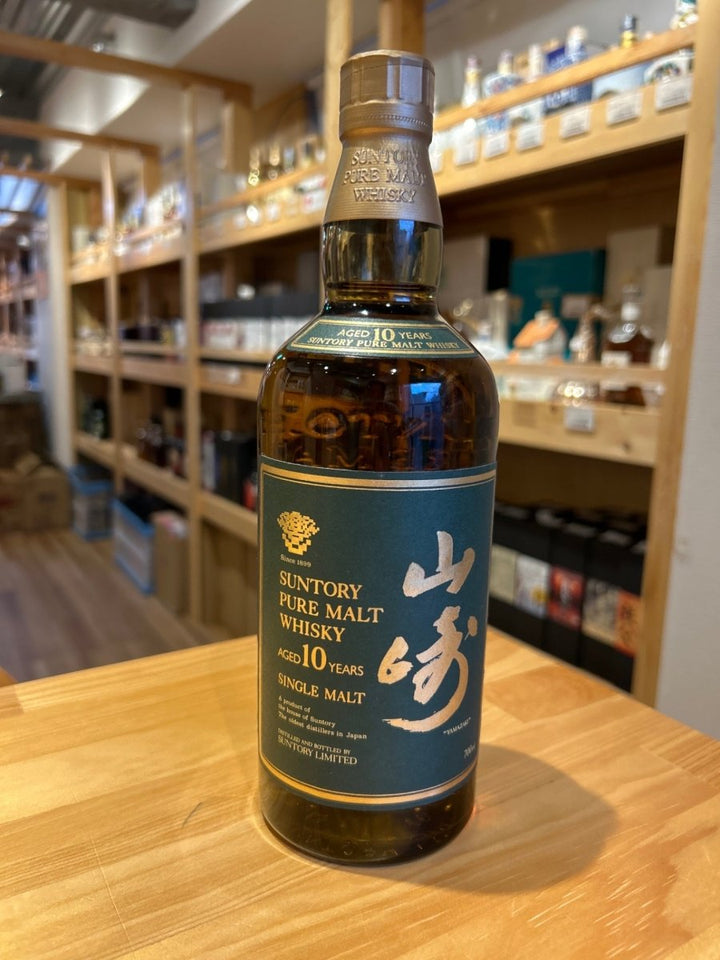 SUNTORY
PURE MALT
WHISKY
AGED 10 YEARS
SUNTORY PURE MALT WHISKY
Since 1899
SUNTORY
PURE MALT
WHISKY
AGED 10 YEARS
SINGLE MALT
A product of
the house of Suntory
The oldest distillers in Japan
DISTILLED AND BOTTLED BY
SUNTORY LIMITED
山崎
"YAMAZAKI"